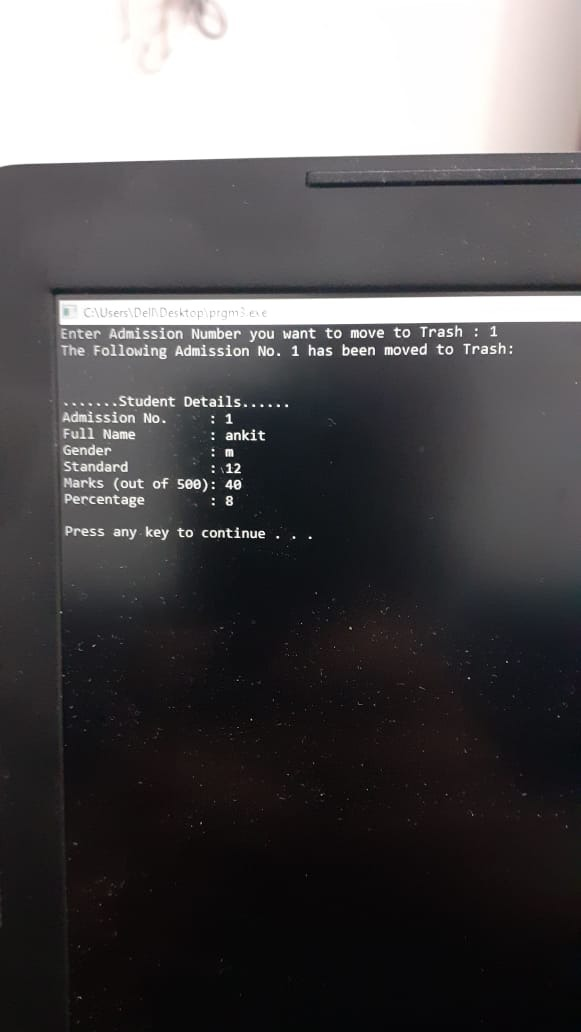 C:\Users\Dell\Desktop\prgm3.exe
Enter Admission Number you want to move to Trash : 1
The Following Admission No. 1 has been moved to Trash:
.......Student Details......
Admission No. : 1
Full Name : ankit
Gender : m
Standard : 12
Marks (out of 500): 40
Percentage : 8
Press any key to continue . . .